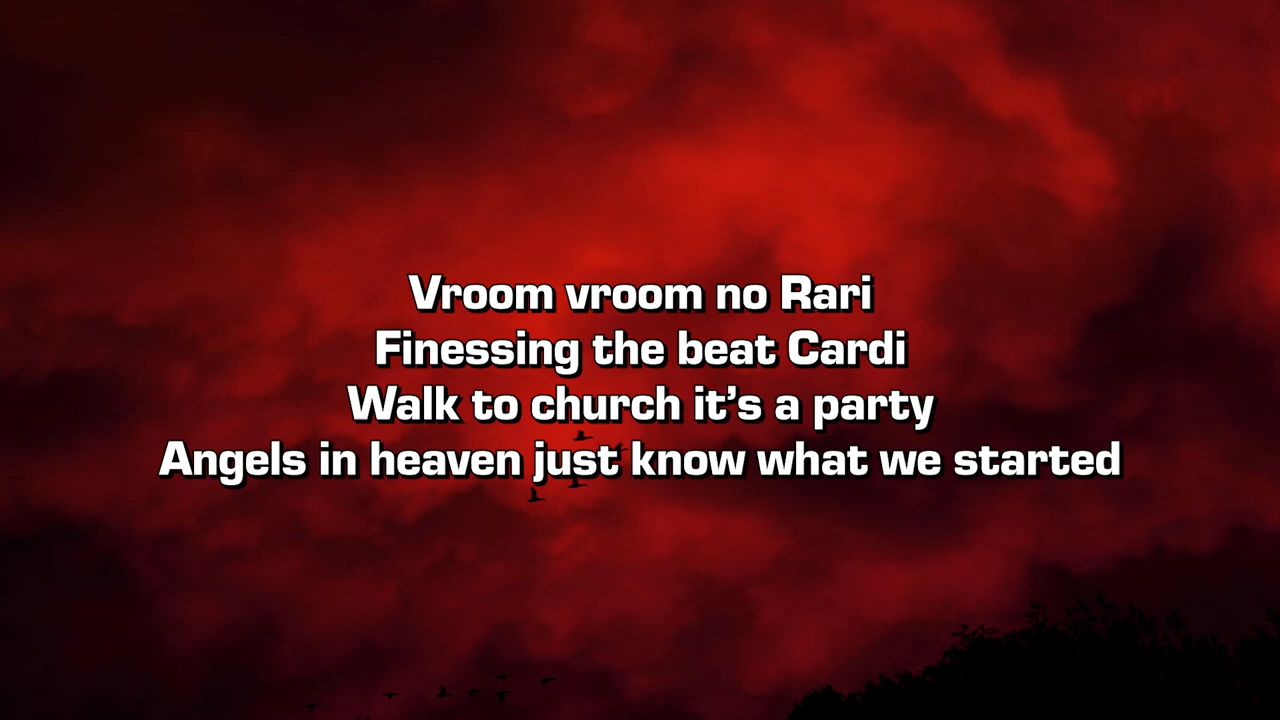 Vroom vroom no Rari
Finessing the beat Cardi
Walk to church it’s a party
Angels in heaven just know what we started